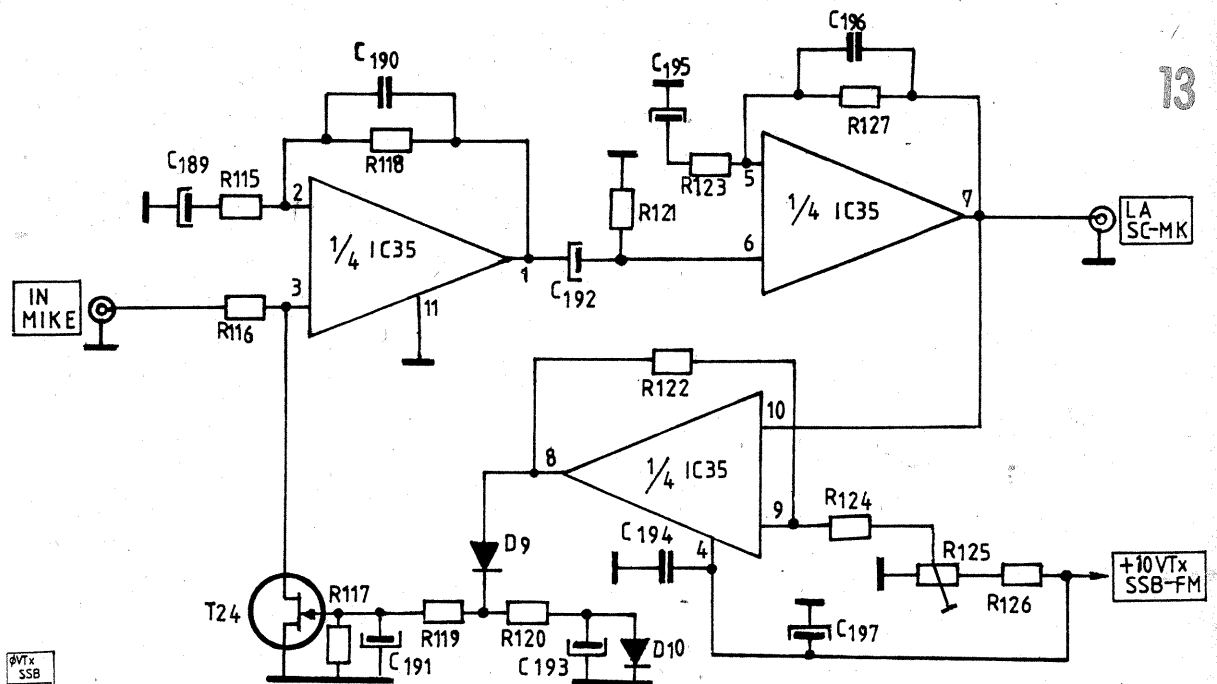 13
C196
C190
C195
R127
R118
C189
R115
R123
5
7
2
R121
1/4 IC35
LA
SC-MK
1/4 IC35
6
3
1
C192
IN
MIKE
11
R116
R122
10
8
1/4 IC35
R124
9
C194
4
D9
R125
+10VTx
SSB-FM
R126
R117
T24
R119
R120
C197
C191
C193
D10
ØVTx
SSB